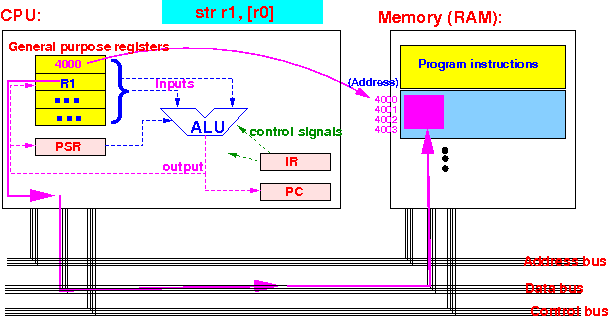 str r1, [r0]
CPU:
Memory (RAM):
General purpose registers
4000
R1
inputs
(Address)
Program instructions
4000
4001
4002
4003
ALU
control signals
PSR
output
IR
PC
Address bus
Data bus
Control bus